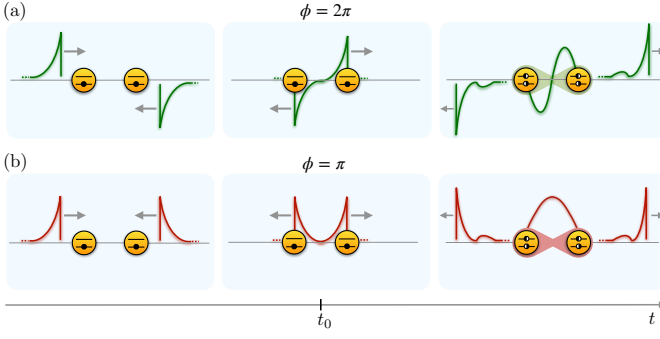 (a)
ϕ = 2π
(b)
ϕ = π
t₀
t